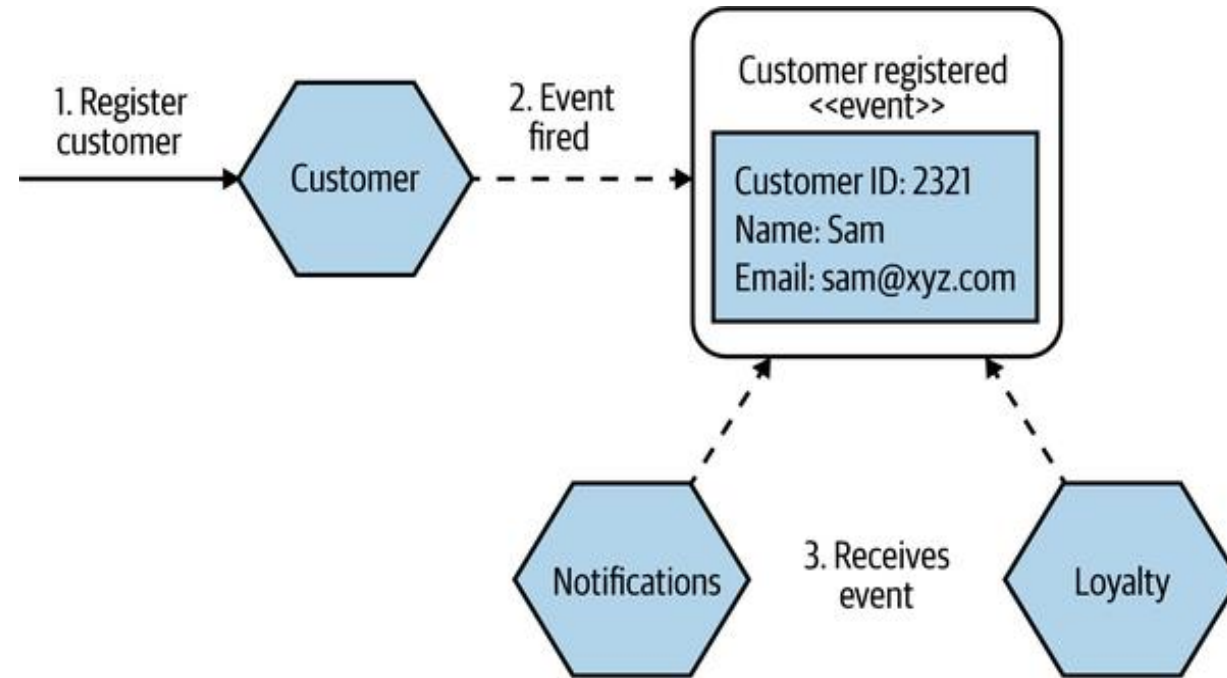 1. Register
customer
Customer
2. Event
fired
Customer registered
<<event>>
Customer ID: 2321
Name: Sam
Email: sam@xyz.com
Notifications
3. Receives
event
Loyalty